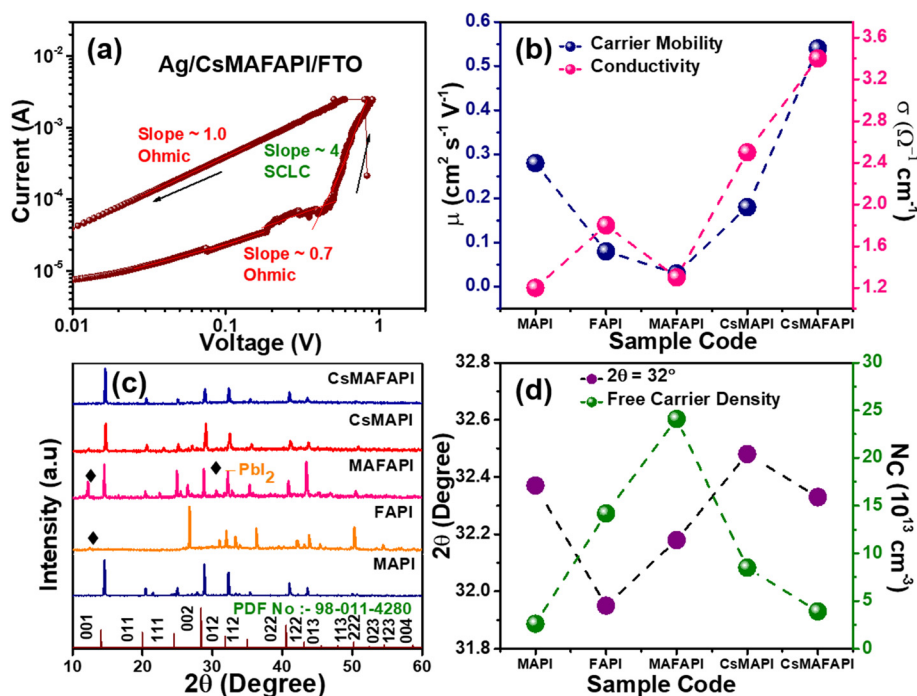 (a)
Ag/CsMAFAPI/FTO
Slope ~ 1.0
Ohmic
Slope ~ 4
SCLC
Slope ~ 0.7
Ohmic
Current (A)
10⁻²
10⁻³
10⁻⁴
10⁻⁵
0.01
0.1
1
Voltage (V)
(b)
Carrier Mobility
Conductivity
μ (cm² s⁻¹ V⁻¹)
0.6
0.5
0.4
0.3
0.2
0.1
0.0
σ (Ω⁻¹ cm⁻¹)
3.6
3.2
2.8
2.4
2.0
1.6
1.2
MAPI
FAPI
MAFAPI
CsMAPI
CsMAFAPI
Sample Code
(c)
CsMAFAPI
CsMAPI
MAFAPI
PbI₂
FAPI
MAPI
PDF No :- 98-011-4280
001
011
111
002
012
112
022
122
013
113
222
023
123
004
Intensity (a.u)
10
20
30
40
50
60
2θ (Degree)
(d)
2θ = 32°
Free Carrier Density
2θ (Degree)
32.8
32.6
32.4
32.2
32.0
31.8
Nc (10¹³ cm⁻³)
30
25
20
15
10
5
0
MAPI
FAPI
MAFAPI
CsMAPI
CsMAFAPI
Sample Code